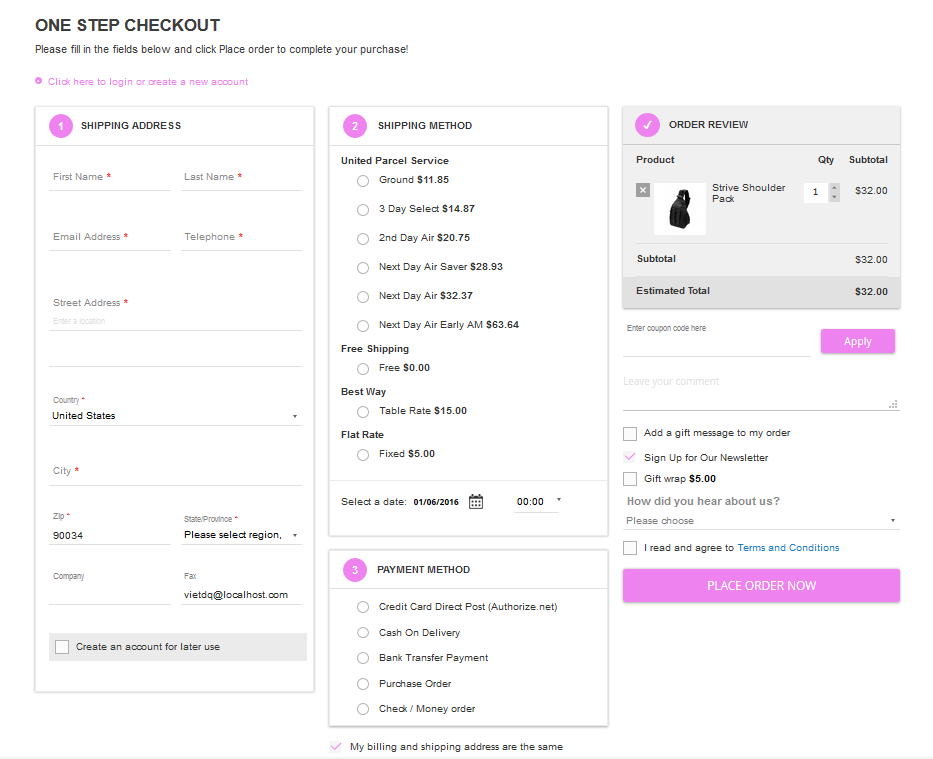 ONE STEP CHECKOUT
Please fill in the fields below and click Place order to complete your purchase!
Click here to login or create a new account
1 SHIPPING ADDRESS
First Name * Last Name *
Email Address * Telephone *
Street Address *
Enter a location
Country *
United States
City *
Zip * State/Province *
90034 Please select region,
Company Fax
vietdq@localhost.com
Create an account for later use
2 SHIPPING METHOD
United Parcel Service
Ground $11.85
3 Day Select $14.87
2nd Day Air $20.75
Next Day Air Saver $28.93
Next Day Air $32.37
Next Day Air Early AM $63.64
Free Shipping
Free $0.00
Best Way
Table Rate $15.00
Flat Rate
Fixed $5.00
Select a date: 01/06/2016 00:00
3 PAYMENT METHOD
Credit Card Direct Post (Authorize.net)
Cash On Delivery
Bank Transfer Payment
Purchase Order
Check / Money order
My billing and shipping address are the same
ORDER REVIEW
Product Qty Subtotal
Strive Shoulder 1 $32.00
Pack
Subtotal $32.00
Estimated Total $32.00
Enter coupon code here
Apply
Leave your comment
Add a gift message to my order
Sign Up for Our Newsletter
Gift wrap $5.00
How did you hear about us?
Please choose
I read and agree to Terms and Conditions
PLACE ORDER NOW